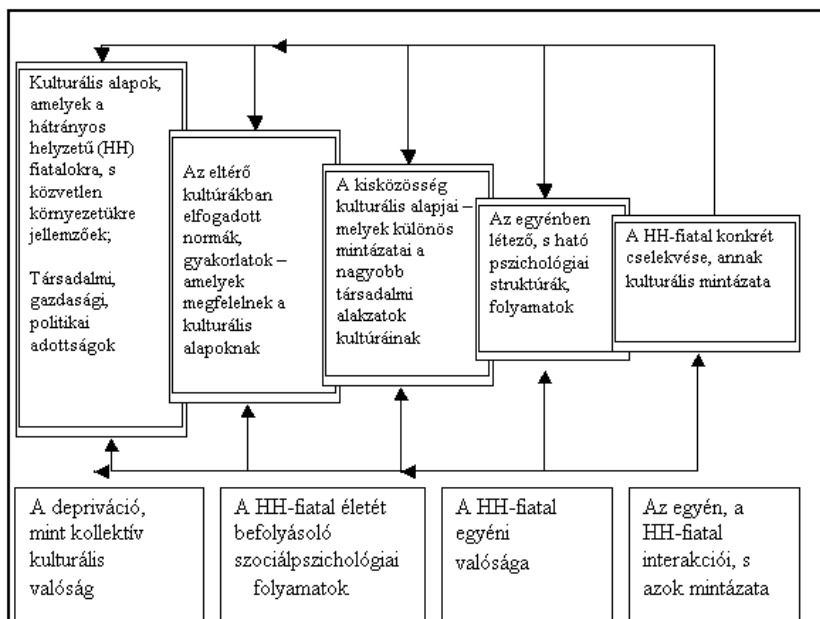 Kulturális alapok,
amelyek a
hátrányos
helyzetű (HH)
fiatalokra, s
közvetlen
környezetükre
jellemzőek;
Társadalmi,
gazdasági,
politikai
adottságok
Az eltérő
kultúrákban
elfogadott
normák,
gyakorlatok –
amelyek
megfelelnek a
kulturális
alapoknak
A kisközösség
kulturális alapjai –
melyek különös
mintázatai a
nagyobb
társadalmi
alakzatok
kultúráinak
Az egyénben
létező, s ható
pszichológiai
struktúrák,
folyamatok
A HH-fiatal konkrét
cselekvése, annak
kulturális mintázata
A depriváció,
mint kollektív
kulturális
valóság
A HH-fiatal életét
befolyásoló
szociálpszichológiai
folyamatok
A HH-fiatal
egyéni
valósága
Az egyén, a
HH-fiatal
interakciói, s
azok mintázata